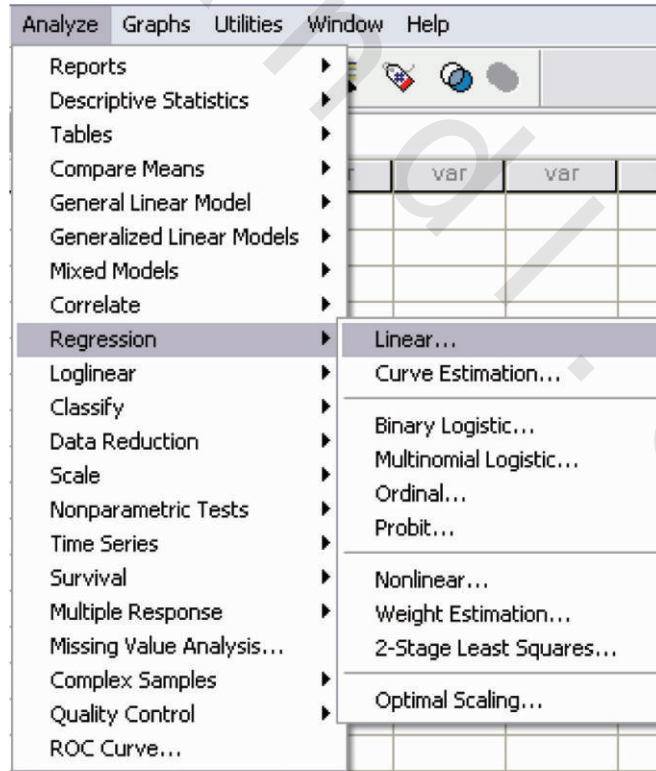 Analyze Graphs Utilities Window Help
Reports
Descriptive Statistics
Tables
Compare Means
var var
General Linear Model
Generalized Linear Models
Mixed Models
Correlate
Regression
Loglinear
Classify
Data Reduction
Scale
Nonparametric Tests
Time Series
Survival
Multiple Response
Missing Value Analysis...
Complex Samples
Quality Control
ROC Curve...
Linear...
Curve Estimation...
Binary Logistic...
Multinomial Logistic...
Ordinal...
Probit...
Nonlinear...
Weight Estimation...
2-Stage Least Squares...
Optimal Scaling...